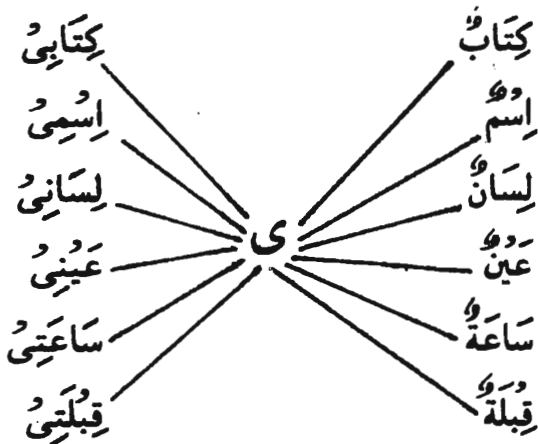 كِتَابٌ كِتَابِىْ
اِسْمٌ اِسْمِىْ
لِسَانٌ لِسَانِىْ
ى
عَيْنٌ عَيْنِىْ
سَاعَةٌ سَاعَتِىْ
قِبْلَةٌ قِبْلَتِىْ